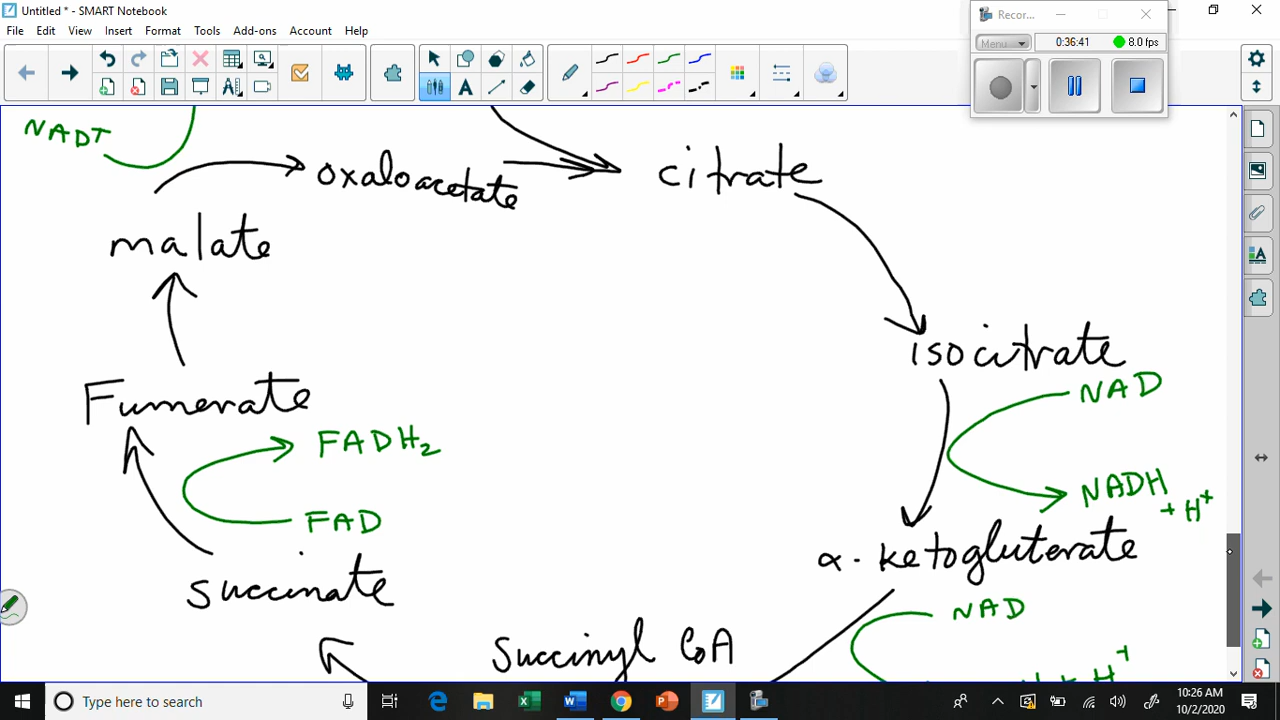 Untitled * - SMART Notebook
File Edit View Insert Format Tools Add-ons Account Help
Recor...
Menu
0:36:41
8.0 fps
NAD+
oxaloacetate
citrate
malate
isocitrate
NAD
Fumerate
FADH2
NADH
+ H+
FAD
α-ketogluterate
succinate
NAD
Succinyl CoA
H + H+
Type here to search
10:26 AM
10/2/2020